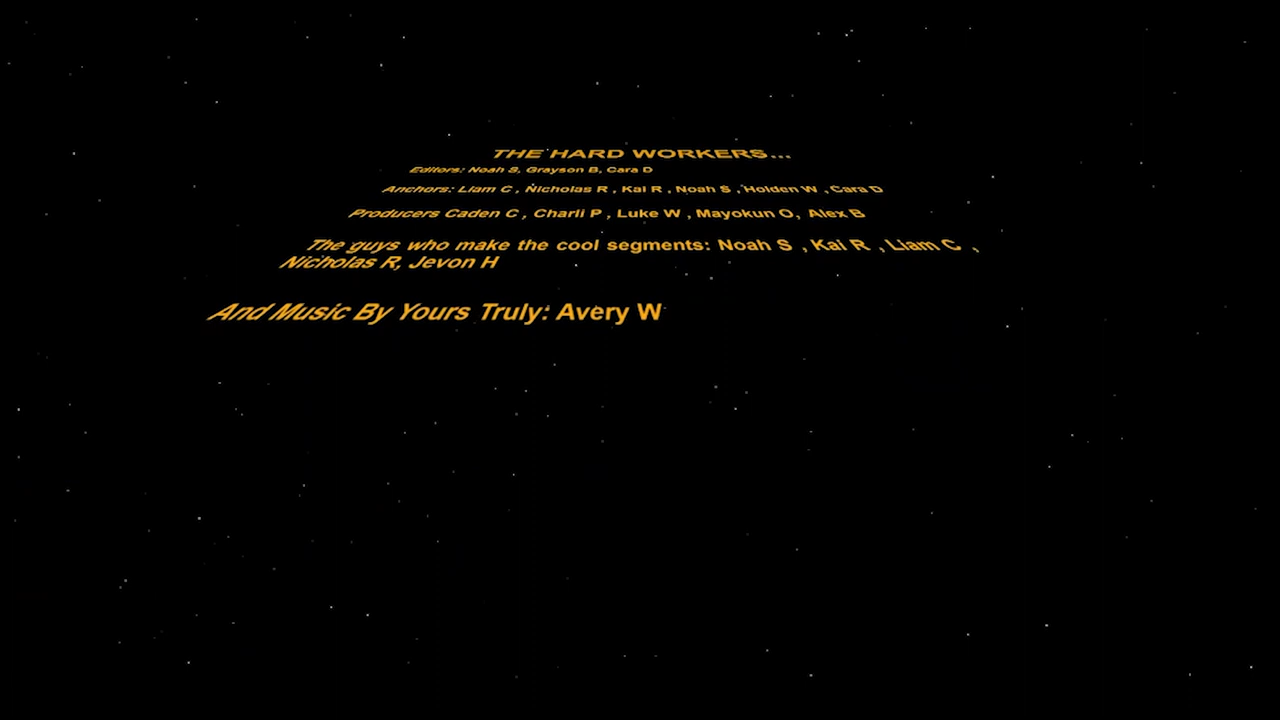 THE HARD WORKERS...
Editors: Noah S, Grayson B, Cara D
Anchors: Liam C , Nicholas R , Kai R , Noah S , Holden W , Cara D
Producers Caden C , Charli P , Luke W , Mayokun O, Alex B
The guys who make the cool segments: Noah S , Kai R , Liam C ,
Nicholas R, Jevon H
And Music By Yours Truly: Avery W